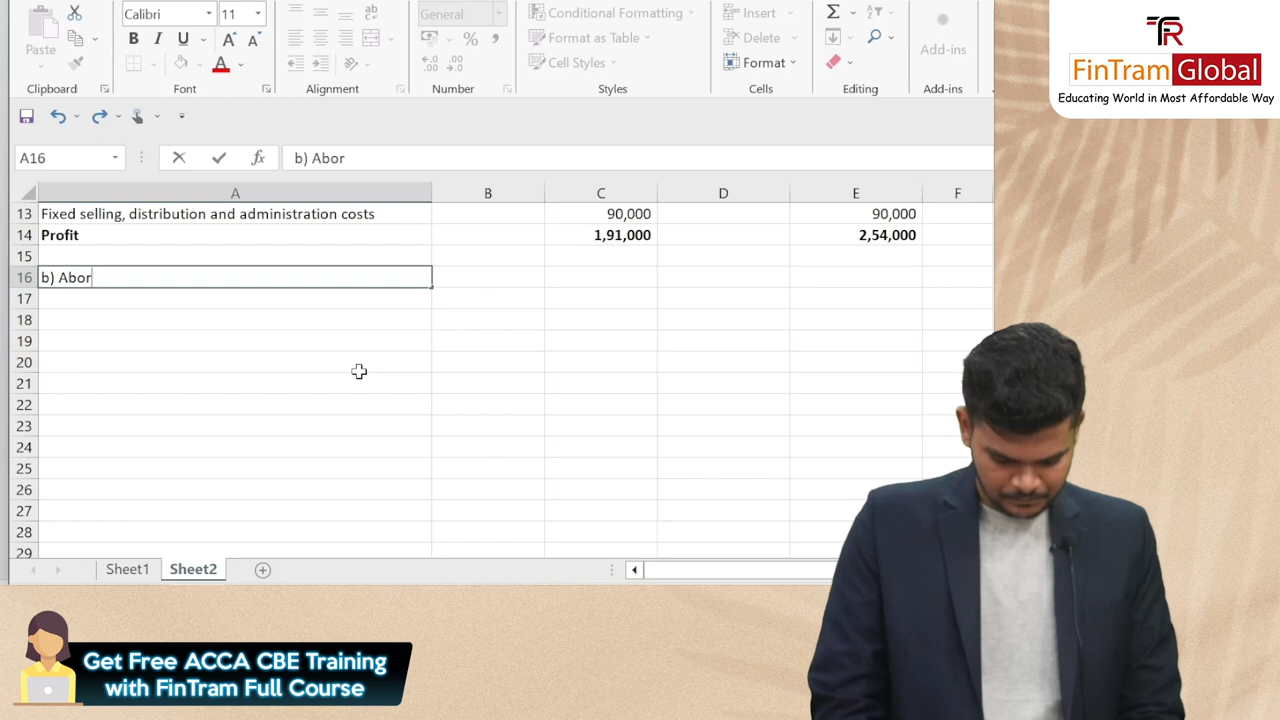 Calibri
11
General
Conditional Formatting
Insert
Paste
B I U A A
Format as Table
Delete
Add-ins
A
Cell Styles
Format
Clipboard
Font
Alignment
Number
Styles
Cells
Editing
Add-ins
TR
FinTram Global
Educating World in Most Affordable Way
A16
fx
b) Abor
A B C D E F
13 Fixed selling, distribution and administration costs 90,000 90,000
14 Profit 1,91,000 2,54,000
15
16 b) Abor
17
18
19
20
21
22
23
24
25
26
27
28
29
Sheet1 Sheet2
Get Free ACCA CBE Training
with FinTram Full Course